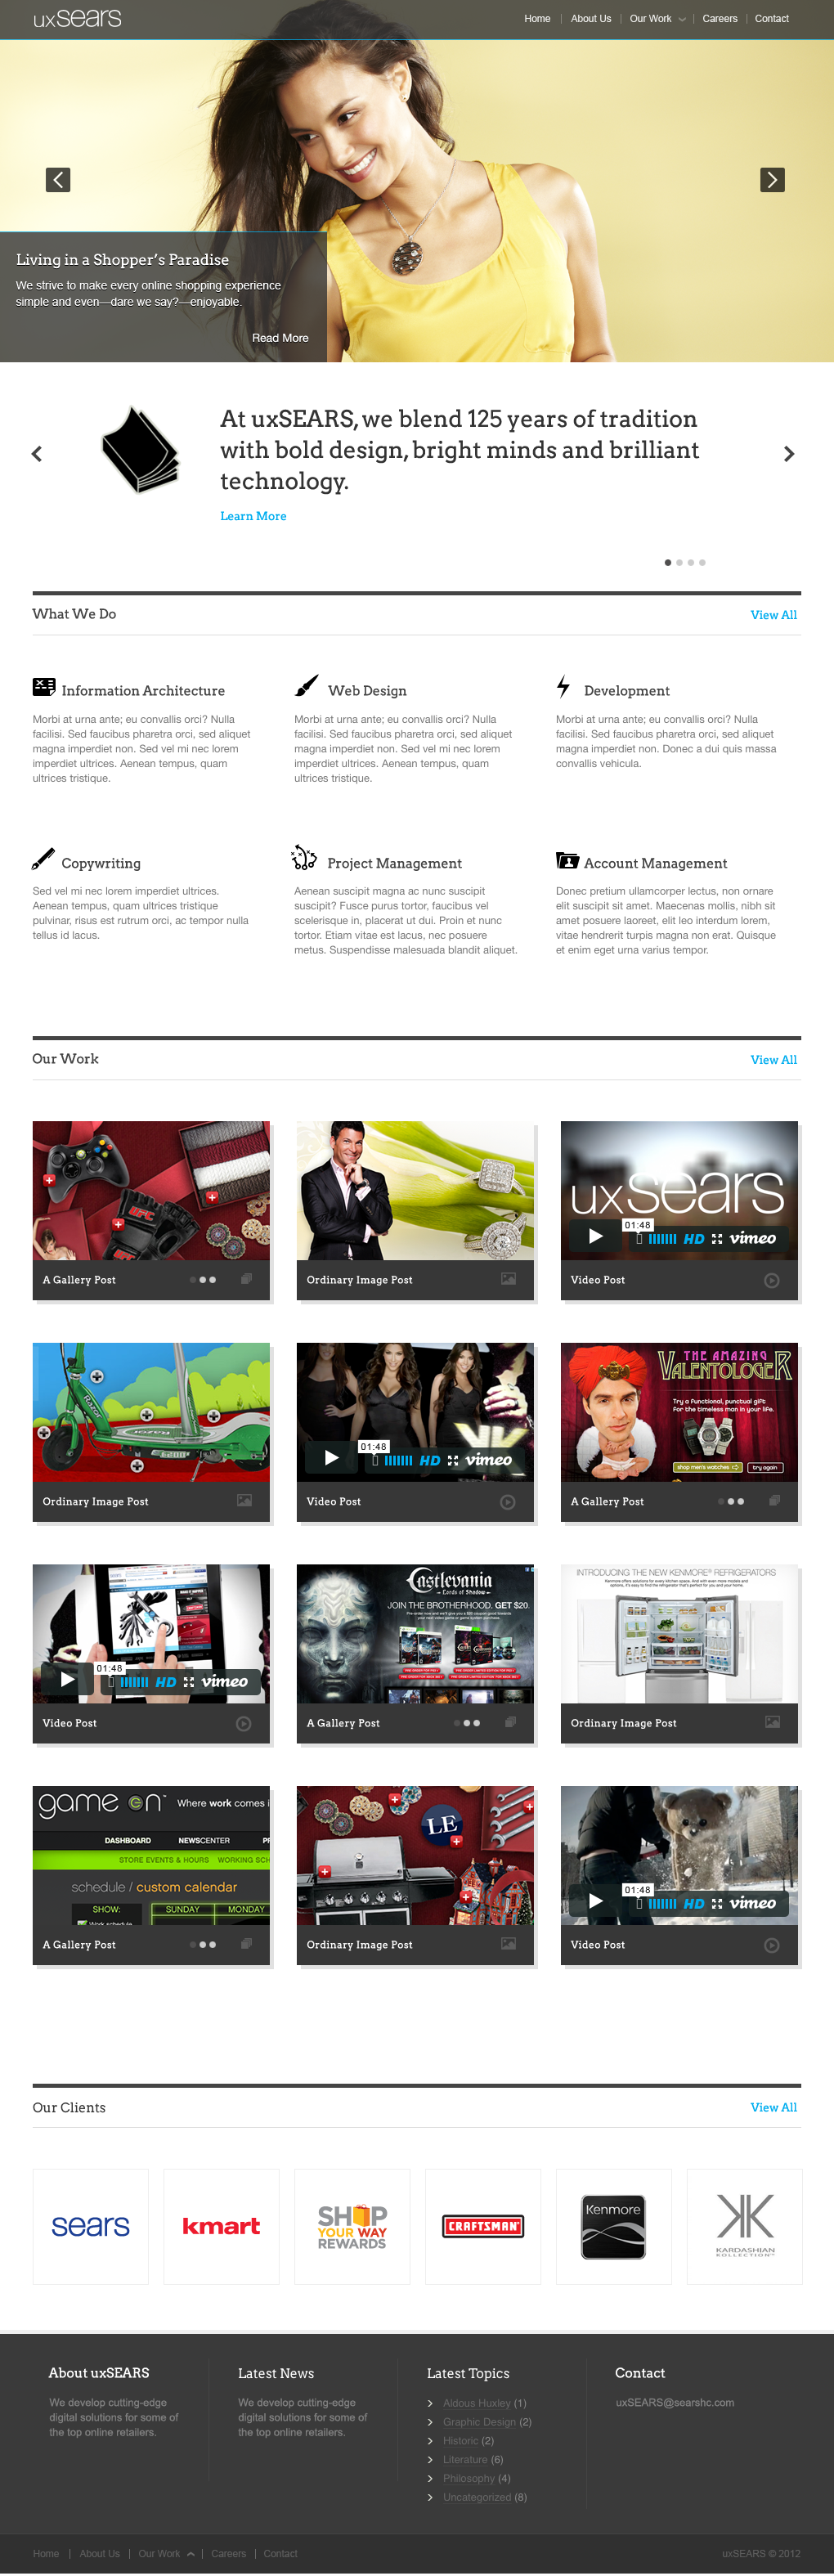 uxsears
Home | About Us | Our Work | Careers | Contact
Living in a Shopper's Paradise
We strive to make every online shopping experience
simple and even—dare we say?—enjoyable.
Read More
At uxSEARS, we blend 125 years of tradition
with bold design, bright minds and brilliant
technology.
Learn More
What We Do
View All
Information Architecture
Morbi at urna ante; eu convallis orci? Nulla
facilisi. Sed faucibus pharetra orci, sed aliquet
magna imperdiet non. Sed vel mi nec lorem
imperdiet ultrices. Aenean tempus, quam
ultrices tristique.
Web Design
Morbi at urna ante; eu convallis orci? Nulla
facilisi. Sed faucibus pharetra orci, sed aliquet
magna imperdiet non. Sed vel mi nec lorem
imperdiet ultrices. Aenean tempus, quam
ultrices tristique.
Development
Morbi at urna ante; eu convallis orci? Nulla
facilisi. Sed faucibus pharetra orci, sed aliquet
magna imperdiet non. Donec a dui quis massa
convallis vehicula.
Copywriting
Sed vel mi nec lorem imperdiet ultrices.
Aenean tempus, quam ultrices tristique
pulvinar, risus est rutrum orci, ac tempor nulla
tellus id lacus.
Project Management
Aenean suscipit magna ac nunc suscipit
suscipit? Fusce purus tortor, faucibus vel
scelerisque in, placerat ut dui. Proin et nunc
tortor. Etiam vitae est lacus, nec posuere
metus. Suspendisse malesuada blandit aliquet.
Account Management
Donec pretium ullamcorper lectus, non ornare
elit suscipit sit amet. Maecenas mollis, nibh sit
amet posuere laoreet, elit leo interdum lorem,
vitae hendrerit turpis magna non erat. Quisque
et enim eget urna varius tempor.
Our Work
View All
UFC
A Gallery Post
Ordinary Image Post
uxsears
01:48
HD vimeo
Video Post
RAZOR
Ordinary Image Post
01:48
HD vimeo
Video Post
THE AMAZING
VALENTOLOGER
Try a functional, punctual gift
For the timeless man in your life.
shop men's watches
try again
A Gallery Post
01:48
HD vimeo
Video Post
Castlevania
Lords of Shadow
JOIN THE BROTHERHOOD. GET $20.
A Gallery Post
INTRODUCING THE NEW KENMORE® REFRIGERATORS
Ordinary Image Post
game on™ Where work comes i
DASHBOARD NEWSCENTER PR
STORE EVENTS & HOURS WORKING SCH
schedule / custom calendar
SHOW: SUNDAY MONDAY
Work schedule
A Gallery Post
LE
Ordinary Image Post
01:48
HD vimeo
Video Post
Our Clients
View All
sears
kmart
SHOP
YOUR WAY
REWARDS
CRAFTSMAN
Kenmore
KK
KARDASHIAN
KOLLECTION™
About uxSEARS
We develop cutting-edge
digital solutions for some of
the top online retailers.
Latest News
We develop cutting-edge
digital solutions for some of
the top online retailers.
Latest Topics
Aldous Huxley (1)
Graphic Design (2)
Historic (2)
Literature (6)
Philosophy (4)
Uncategorized (8)
Contact
uxSEARS@searshc.com
Home | About Us | Our Work | Careers | Contact
uxSEARS © 2012